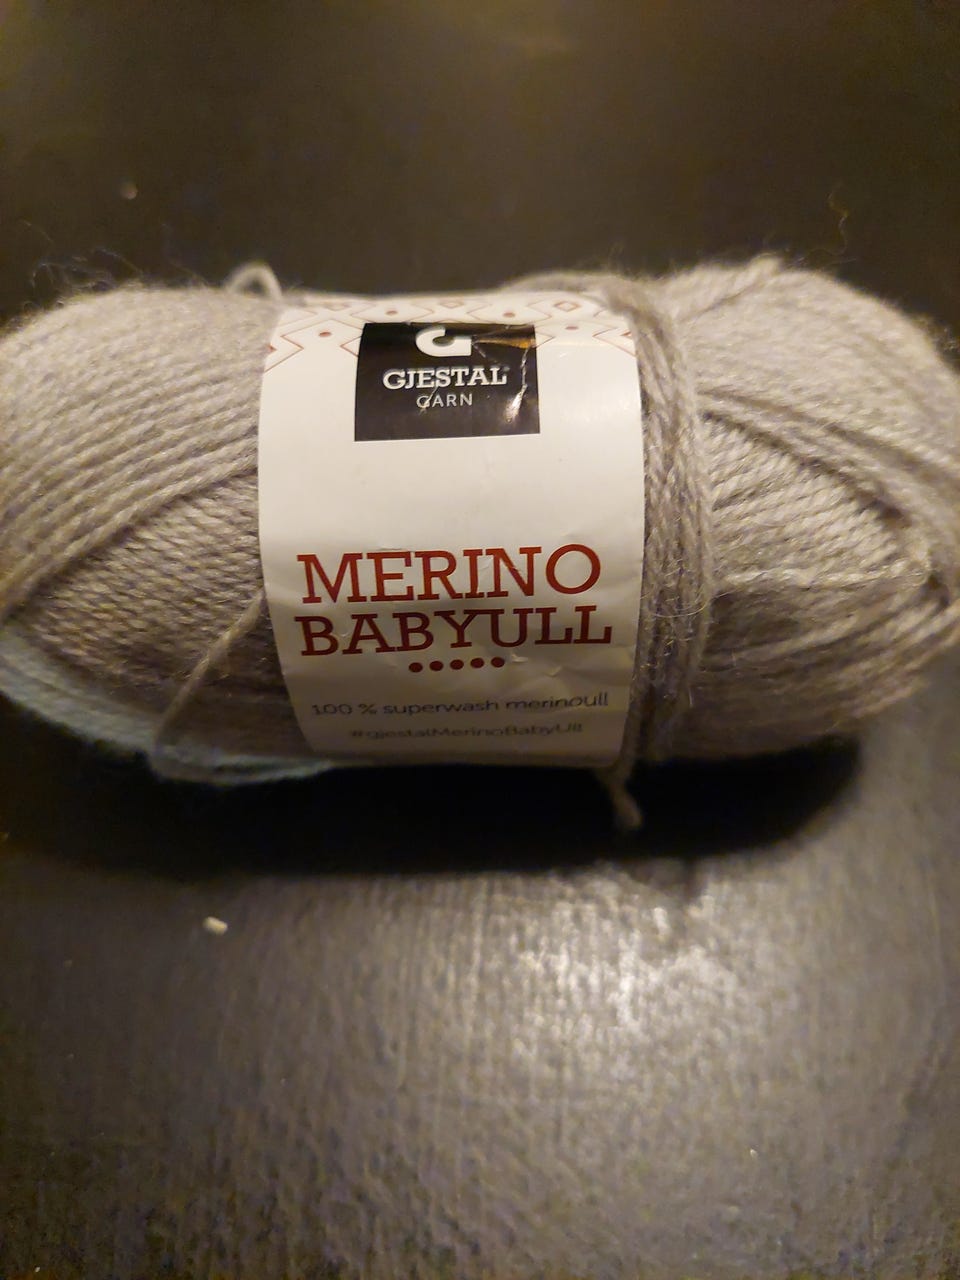 GJESTAL
GARN
MERINO
BABYULL
100 % superwash merinoull
#gjestalMerinoBabyUll